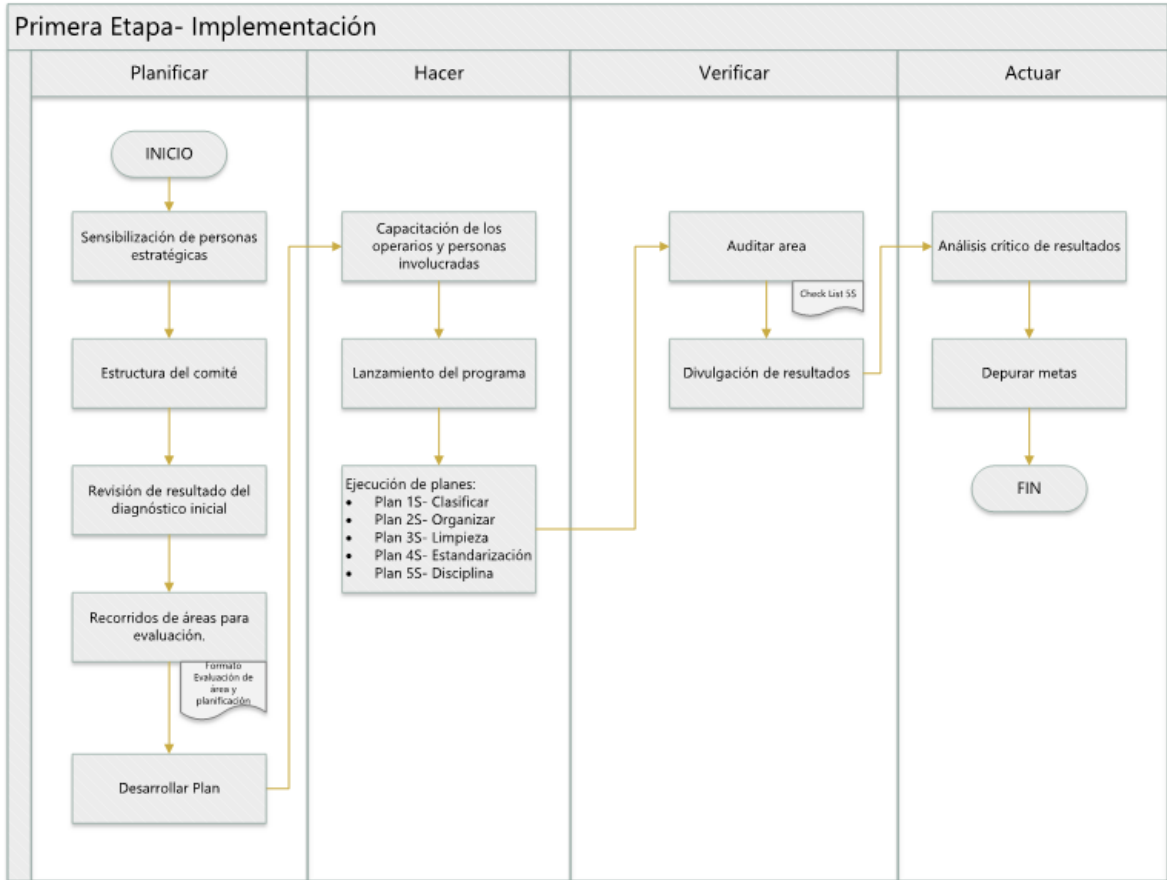 Primera Etapa- Implementación
Planificar
Hacer
Verificar
Actuar
INICIO
Sensibilización de personas
estratégicas
Estructura del comité
Revisión de resultado del
diagnóstico inicial
Recorridos de áreas para
evaluación.
Formato
Evaluación de
área y
planificación
Desarrollar Plan
Capacitación de los
operarios y personas
involucradas
Lanzamiento del programa
Ejecución de planes:
• Plan 1S- Clasificar
• Plan 2S- Organizar
• Plan 3S- Limpieza
• Plan 4S- Estandarización
• Plan 5S- Disciplina
Auditar area
Check List 5S
Divulgación de resultados
Análisis crítico de resultados
Depurar metas
FIN